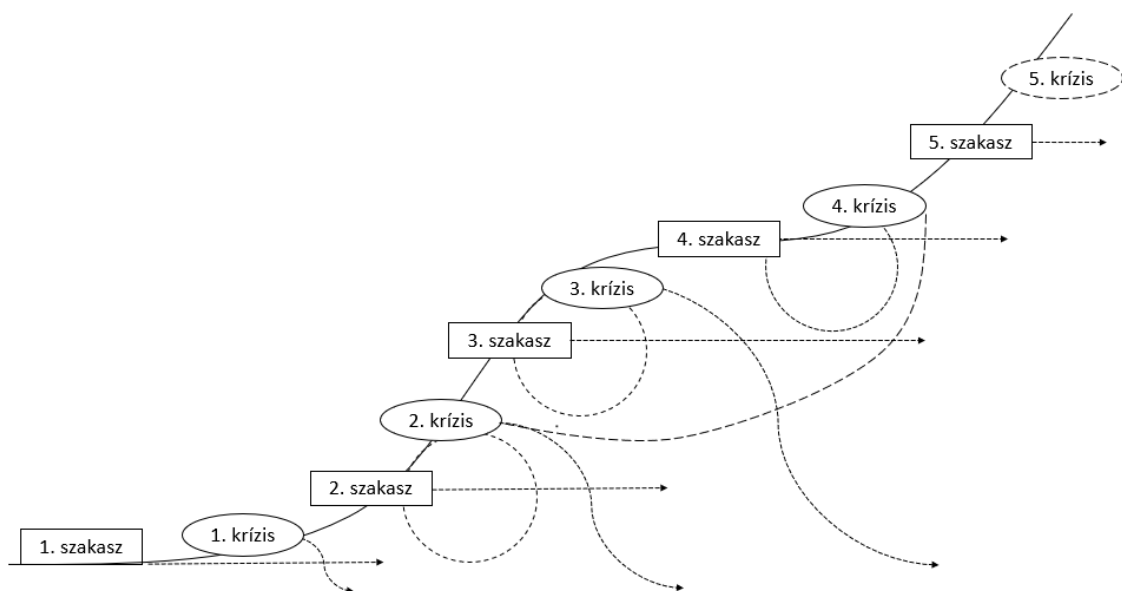 5. krízis
5. szakasz
4. krízis
4. szakasz
3. krízis
3. szakasz
2. krízis
2. szakasz
1. krízis
1. szakasz